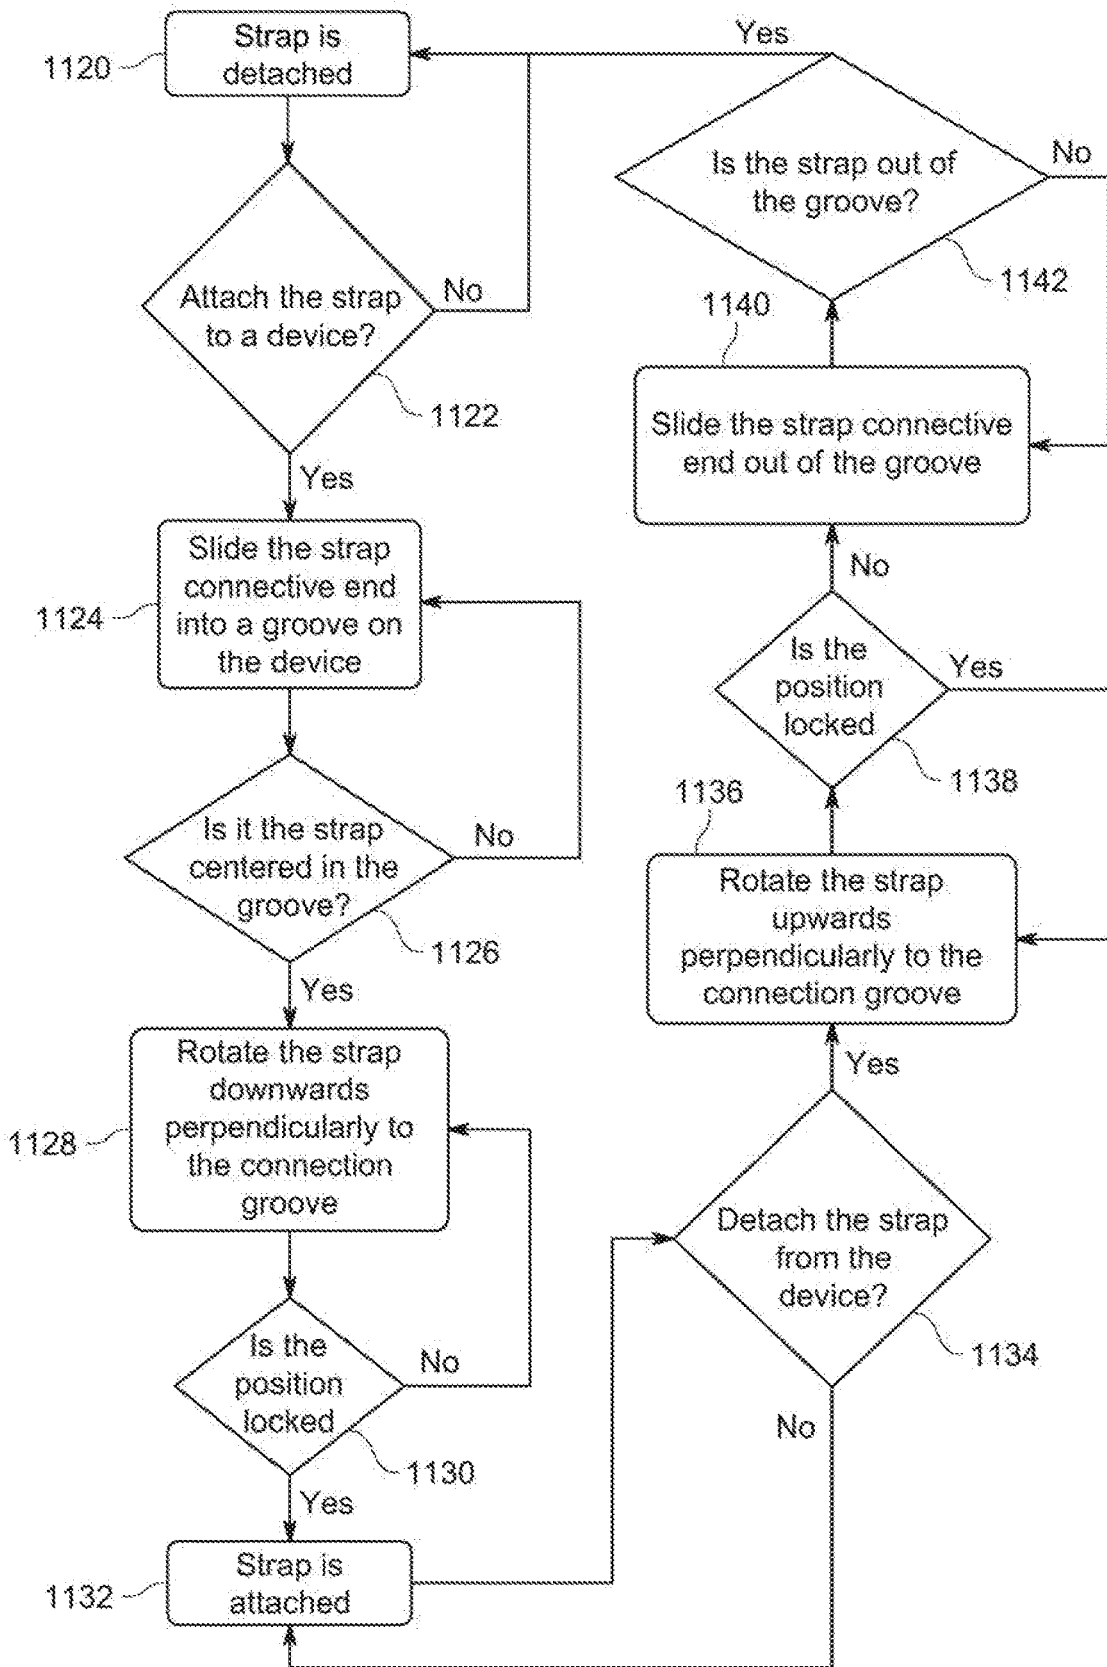 Strap is
detached
1120
Attach the strap
to a device?
No
1122
Yes
Slide the strap
connective end
into a groove on
the device
1124
Is it the strap
centered in the
groove?
No
1126
Yes
Rotate the strap
downwards
perpendicularly to
the connection
groove
1128
Is the
position
locked
No
1130
Yes
Strap is
attached
1132
Detach the strap
from the
device?
1134
No
Yes
Rotate the strap
upwards
perpendicularly to the
connection groove
1136
Is the
position
locked
Yes
1138
No
Slide the strap connective
end out of the groove
1140
Is the strap out of
the groove?
No
1142
Yes